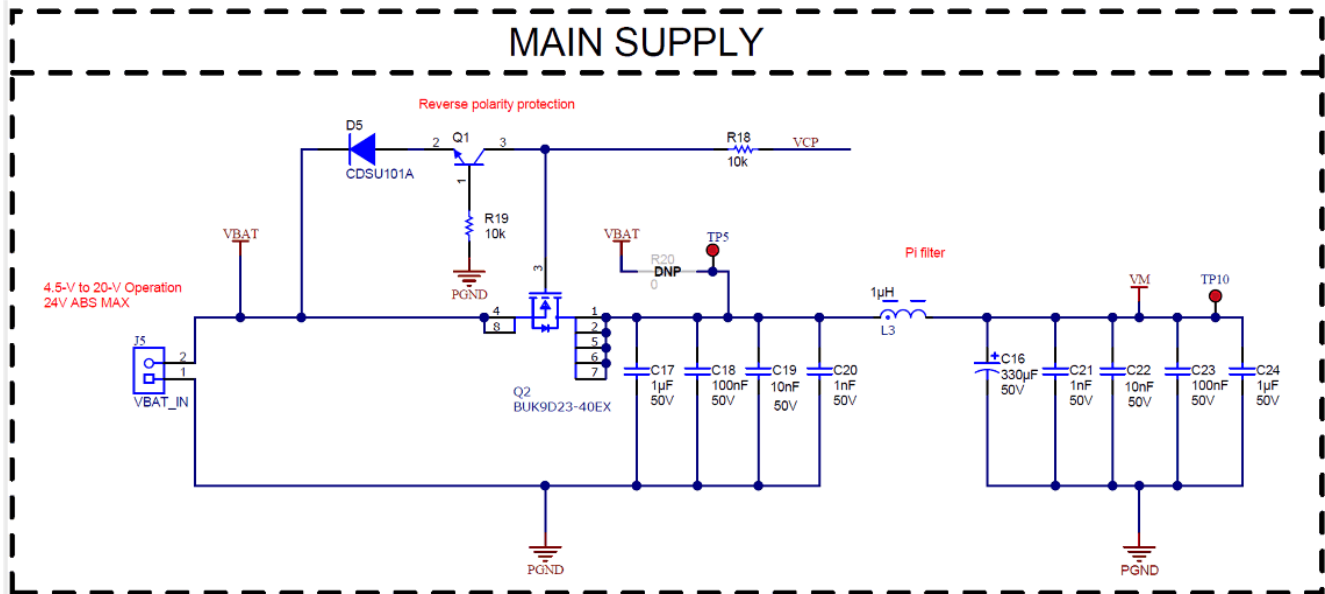 MAIN SUPPLY
Reverse polarity protection
D5
CDSU101A
2
Q1
3
1
R18
10k
VCP
R19
10k
PGND
VBAT
4.5-V to 20-V Operation
24V ABS MAX
J5
2
1
VBAT_IN
3
4
8
1
2
5
6
7
Q2
BUK9D23-40EX
VBAT
R20
DNP
0
TP5
Pi filter
1µH
L3
VM
TP10
C17
1µF
50V
C18
100nF
50V
C19
10nF
50V
C20
1nF
50V
+
C16
330µF
50V
C21
1nF
50V
C22
10nF
50V
C23
100nF
50V
C24
1µF
50V
PGND
PGND